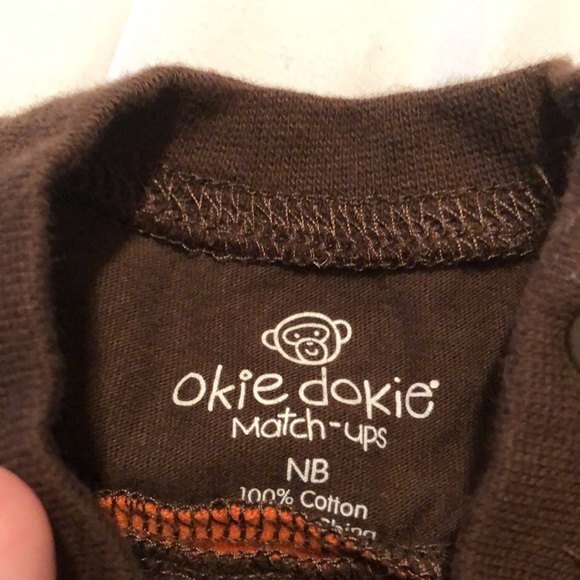 okie dokie
Match-ups
NB
100% Cotton